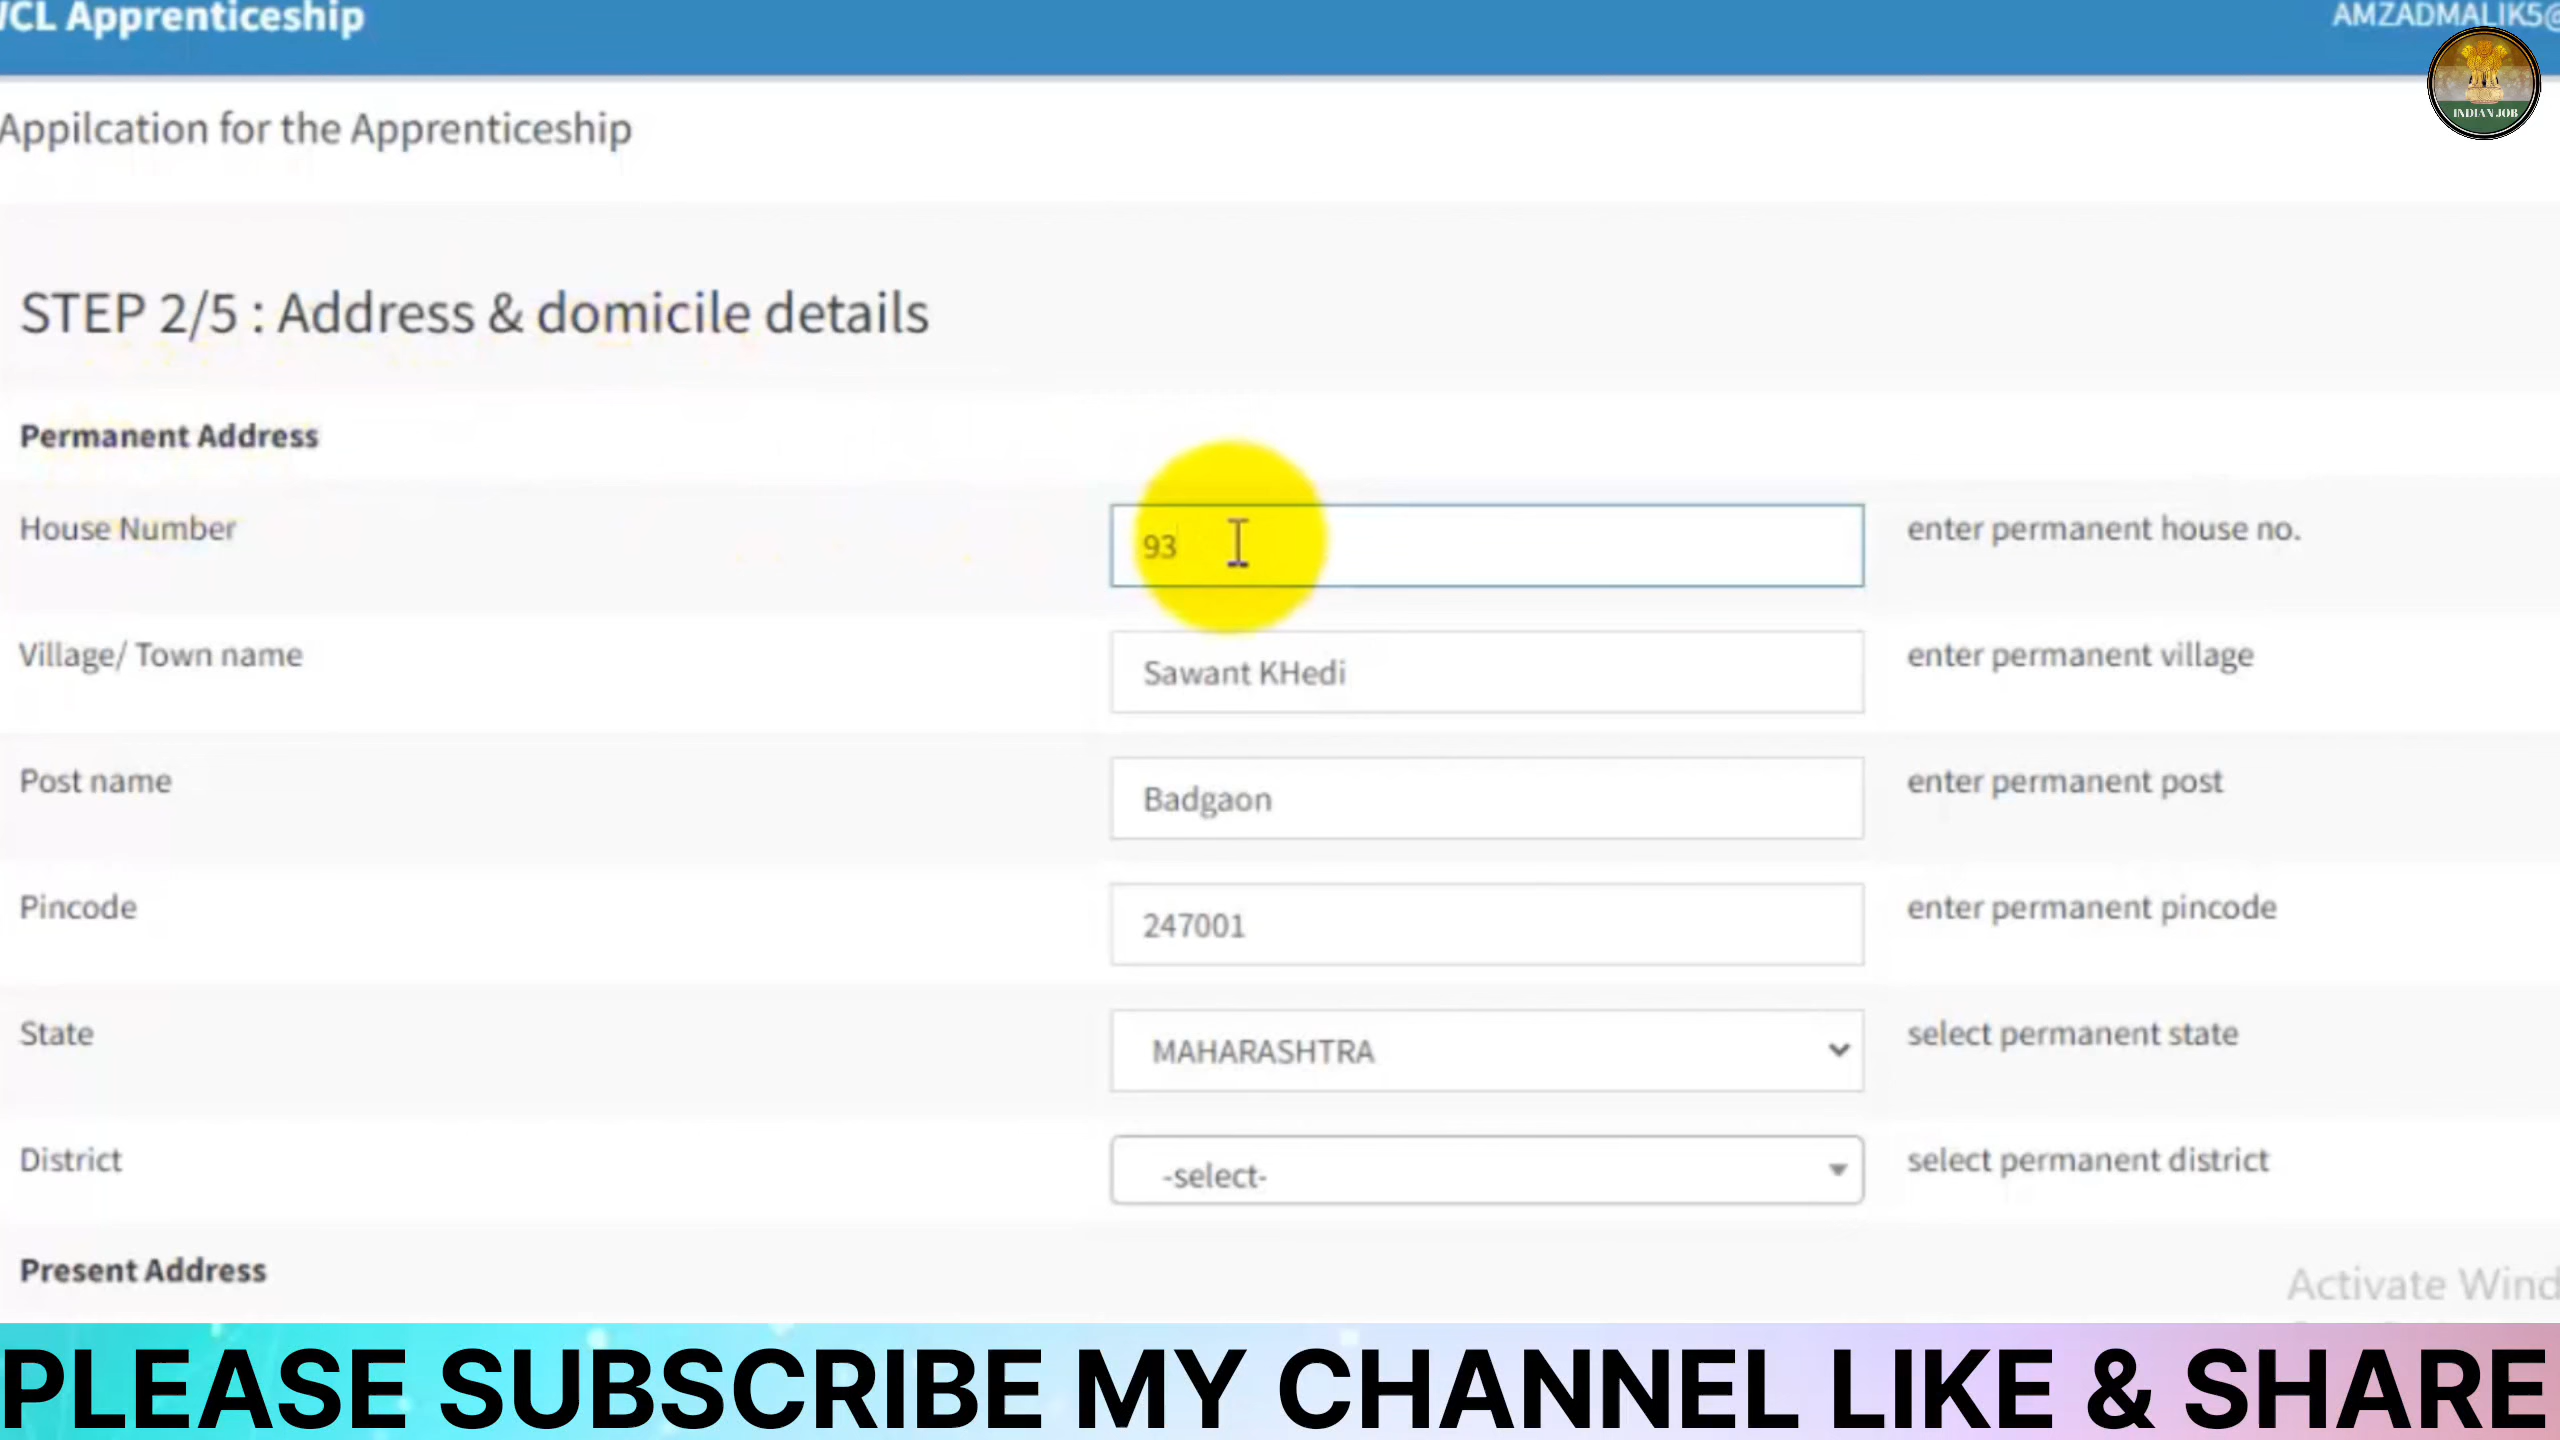 CL Apprenticeship
AMZADMALIK5@
INDIAN JOB
Appilcation for the Apprenticeship
STEP 2/5 : Address & domicile details
Permanent Address
House Number
93
enter permanent house no.
Village/ Town name
Sawant KHedi
enter permanent village
Post name
Badgaon
enter permanent post
Pincode
247001
enter permanent pincode
State
MAHARASHTRA
select permanent state
District
-select-
select permanent district
Present Address
Activate Wind
PLEASE SUBSCRIBE MY CHANNEL LIKE & SHARE